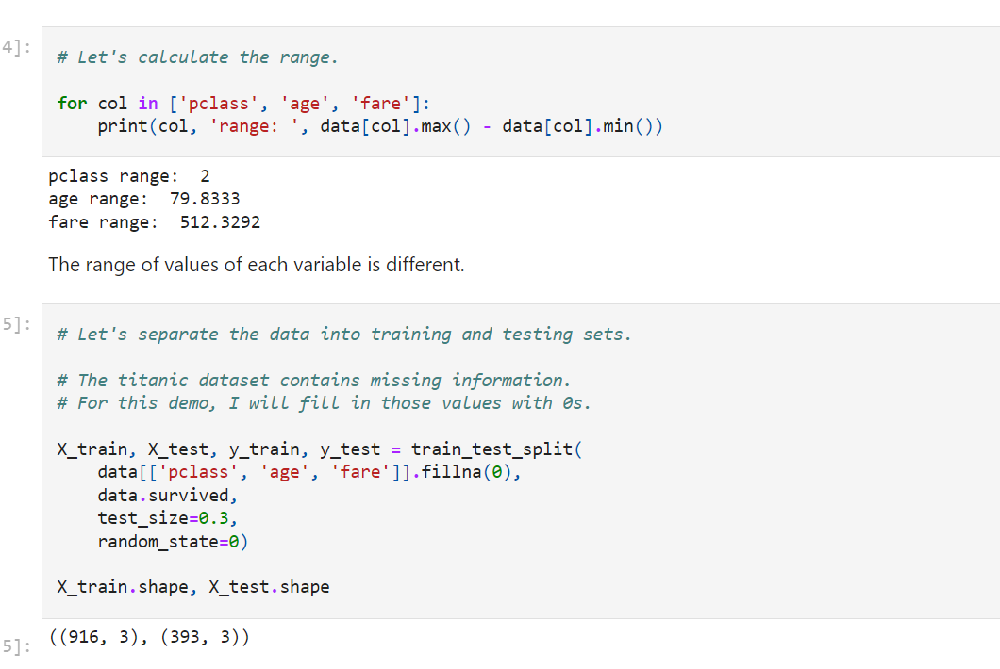 4]:
# Let's calculate the range.
for col in ['pclass', 'age', 'fare']:
    print(col, 'range: ', data[col].max() - data[col].min())
pclass range:  2
age range:  79.8333
fare range:  512.3292
The range of values of each variable is different.
5]:
# Let's separate the data into training and testing sets.
# The titanic dataset contains missing information.
# For this demo, I will fill in those values with 0s.
X_train, X_test, y_train, y_test = train_test_split(
    data[['pclass', 'age', 'fare']].fillna(0),
    data.survived,
    test_size=0.3,
    random_state=0)
X_train.shape, X_test.shape
5]:
((916, 3), (393, 3))